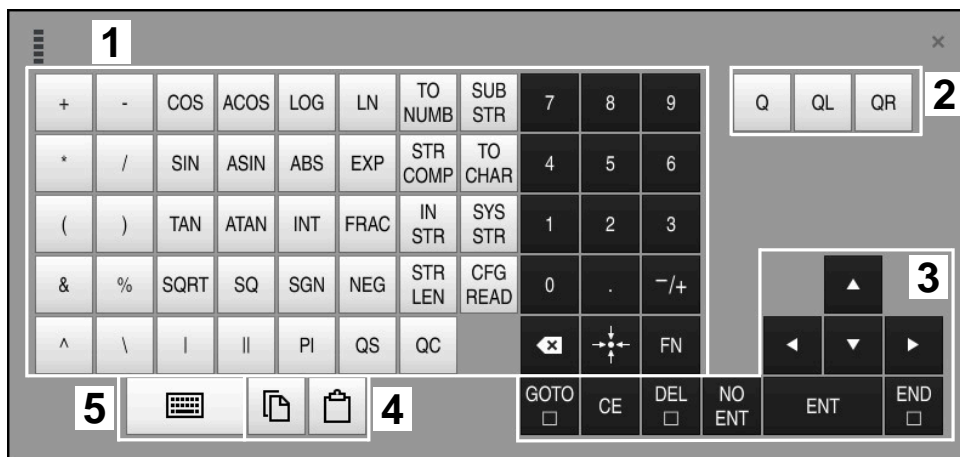 1
×
+ - COS ACOS LOG LN TO NUMB SUB STR 7 8 9
Q QL QR 2
* / SIN ASIN ABS EXP STR COMP TO CHAR 4 5 6
( ) TAN ATAN INT FRAC IN STR SYS STR 1 2 3
& % SQRT SQ SGN NEG STR LEN CFG READ 0 . −/+
3
^ \ | || PI QS QC FN
5 4
GOTO □ CE DEL □ NO ENT ENT END □